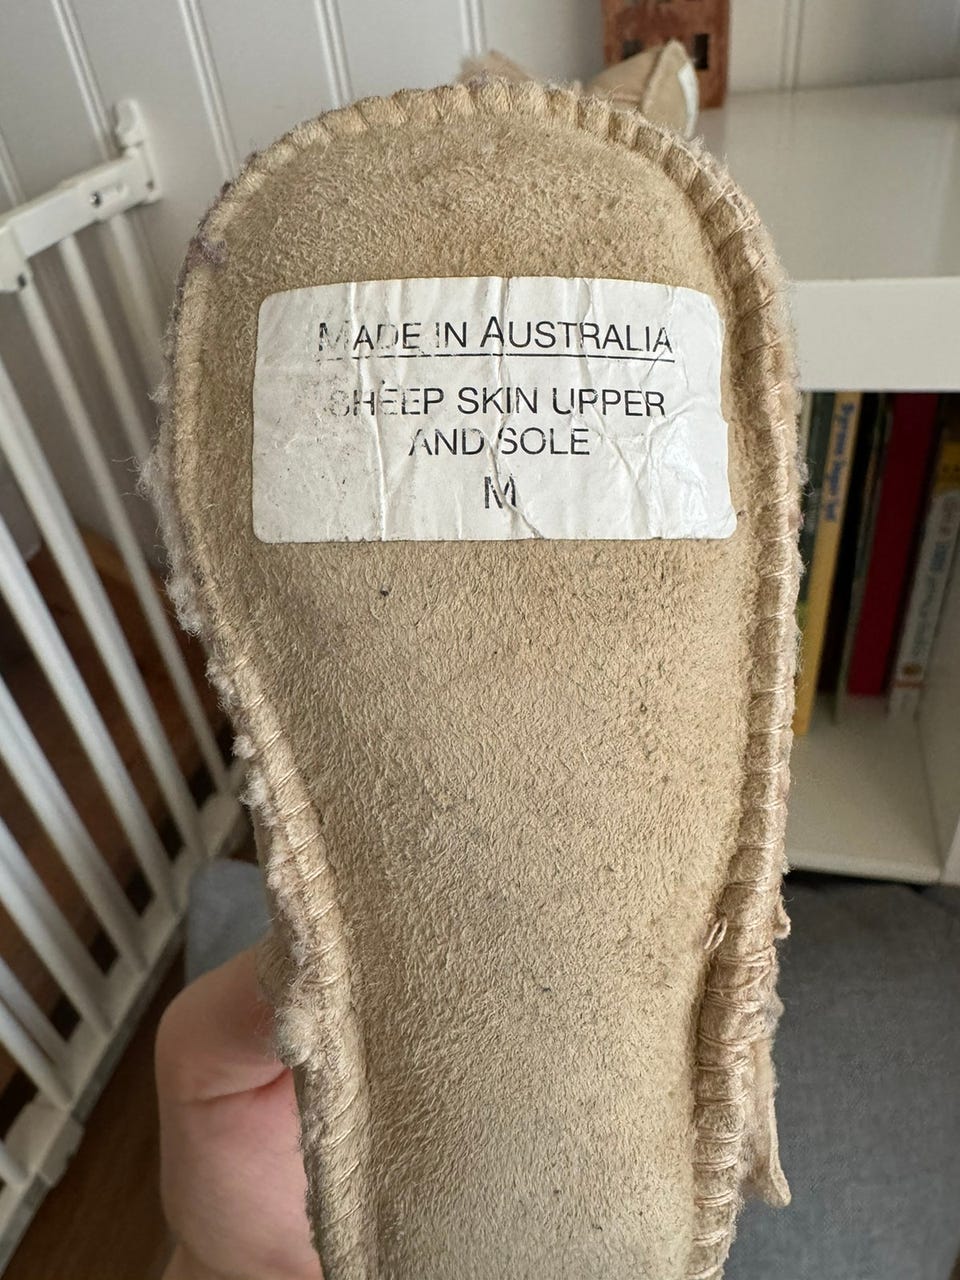 MADE IN AUSTRALIA
SHEEP SKIN UPPER
AND SOLE
M